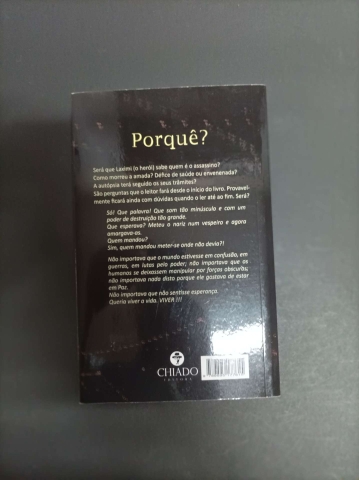 Porquê?
Será que Laximi (o herói) sabe quem é o assassino?
Como morreu a amada? Défice de saúde ou envenenada?
A autópsia terá seguido os seus trâmites?
São perguntas que o leitor fará desde o início do livro. Provavel-
mente ficará ainda com dúvidas quando o ler até ao fim. Será?
Só! Que palavra! Que som tão minúsculo e com um
poder de destruição tão grande.
Que esperava? Meteu o nariz num vespeiro e agora
amargava-as.
Quem mandou?
Sim, quem mandou meter-se onde não devia?!
Não importava que o mundo estivesse em confusão, em
guerras, em lutas pelo poder; não importava que os
humanos se deixassem manipular por forças obscuras;
não importava nada disto porque ele gostava de estar
em Paz.
Não importava que não sentisse esperança.
Queria viver a vida. VIVER !!!
CHIADO
EDITORA